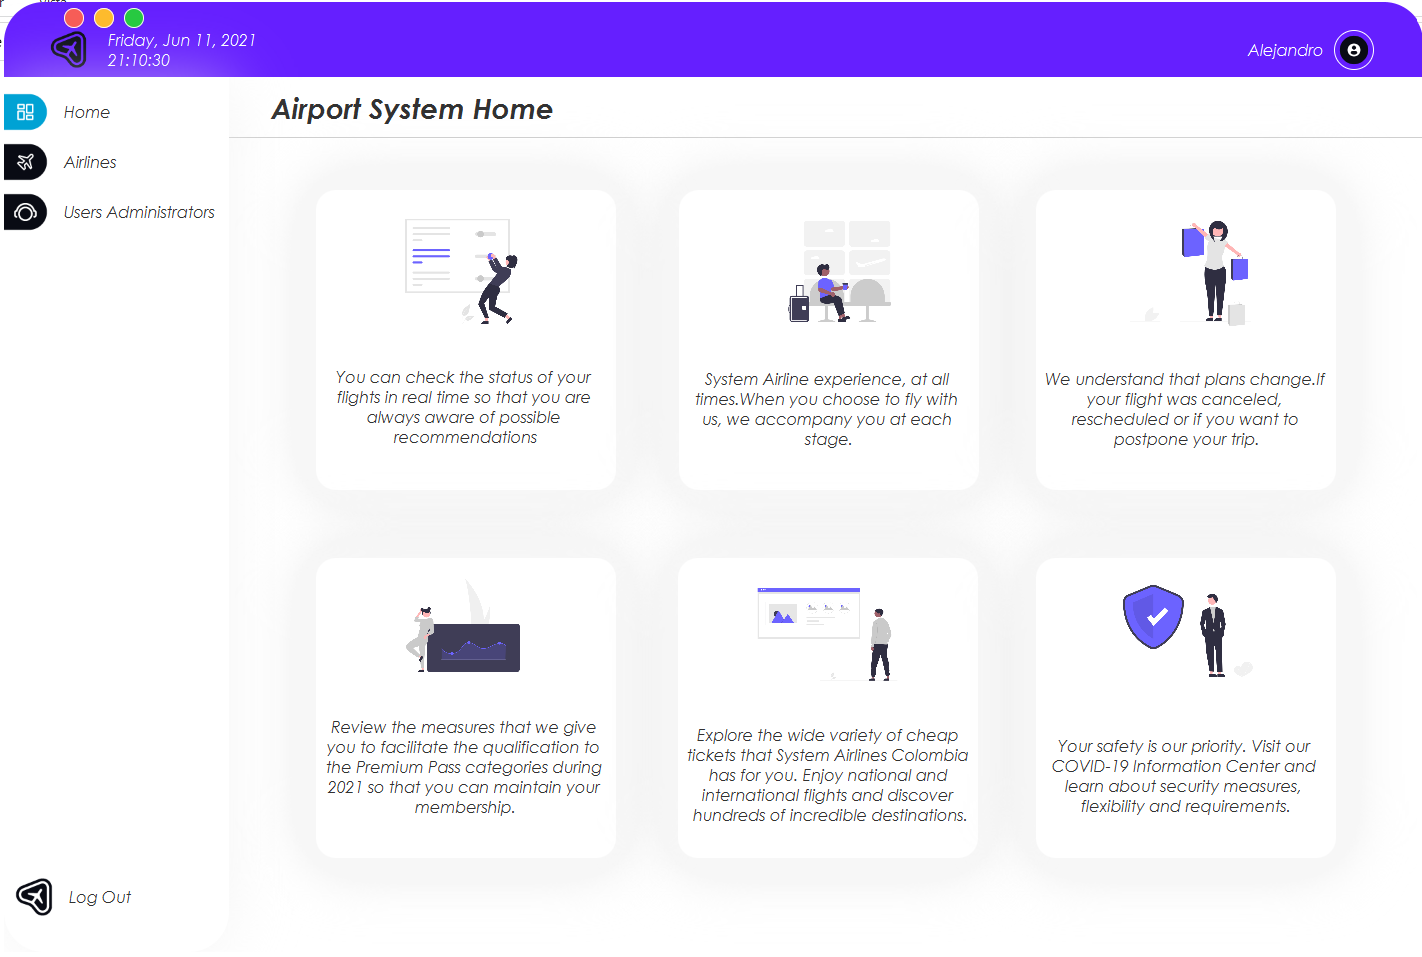 Friday, Jun 11, 2021
21:10:30
Alejandro
Home
Airlines
Users Administrators
Log Out
Airport System Home
You can check the status of your
flights in real time so that you are
always aware of possible
recommendations
System Airline experience, at all
times.When you choose to fly with
us, we accompany you at each
stage.
We understand that plans change.If
your flight was canceled,
rescheduled or if you want to
postpone your trip.
Review the measures that we give
you to facilitate the qualification to
the Premium Pass categories during
2021 so that you can maintain your
membership.
Explore the wide variety of cheap
tickets that System Airlines Colombia
has for you. Enjoy national and
international flights and discover
hundreds of incredible destinations.
Your safety is our priority. Visit our
COVID-19 Information Center and
learn about security measures,
flexibility and requirements.